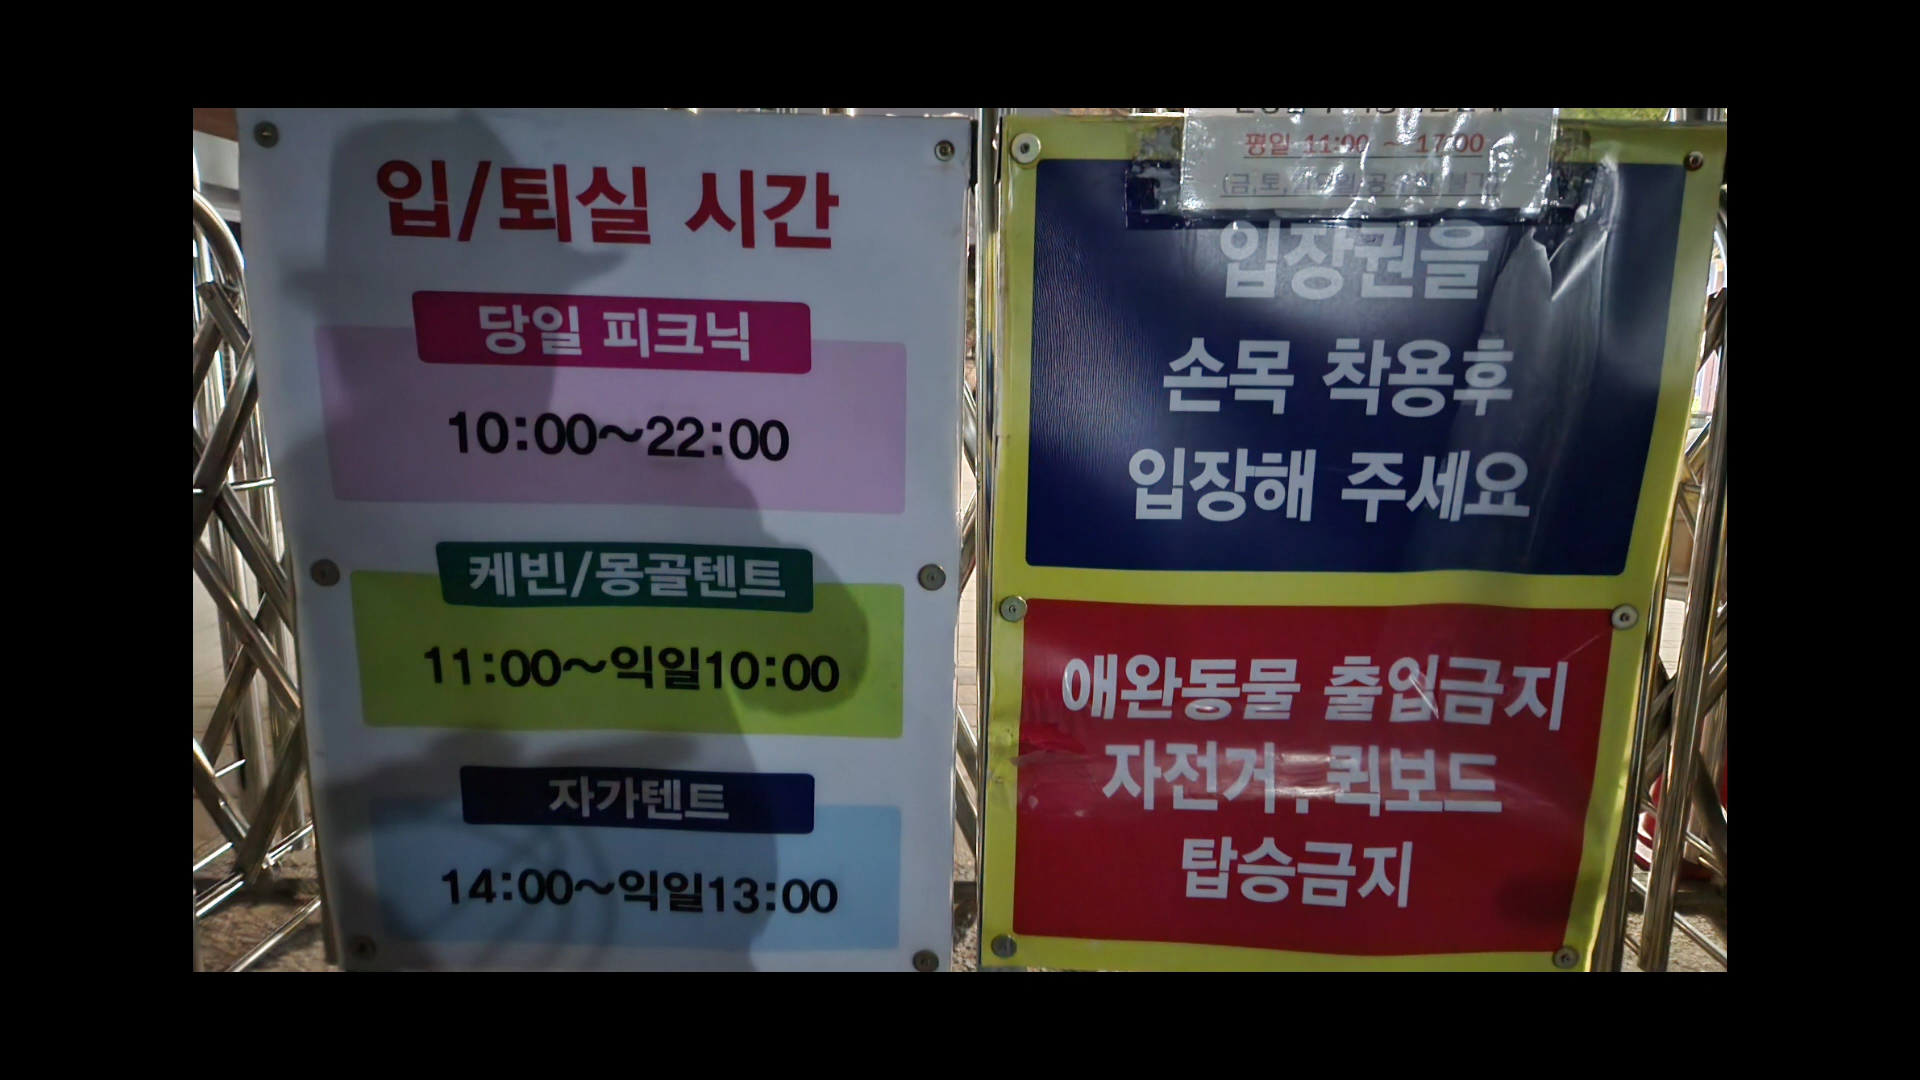 입/퇴실 시간
당일 피크닉
10:00~22:00
케빈/몽골텐트
11:00~익일10:00
자가텐트
14:00~익일13:00
평일 11:00 ~ 17:00
입장권을
손목 착용후
입장해 주세요
애완동물 출입금지
자전거, 퀵보드
탑승금지